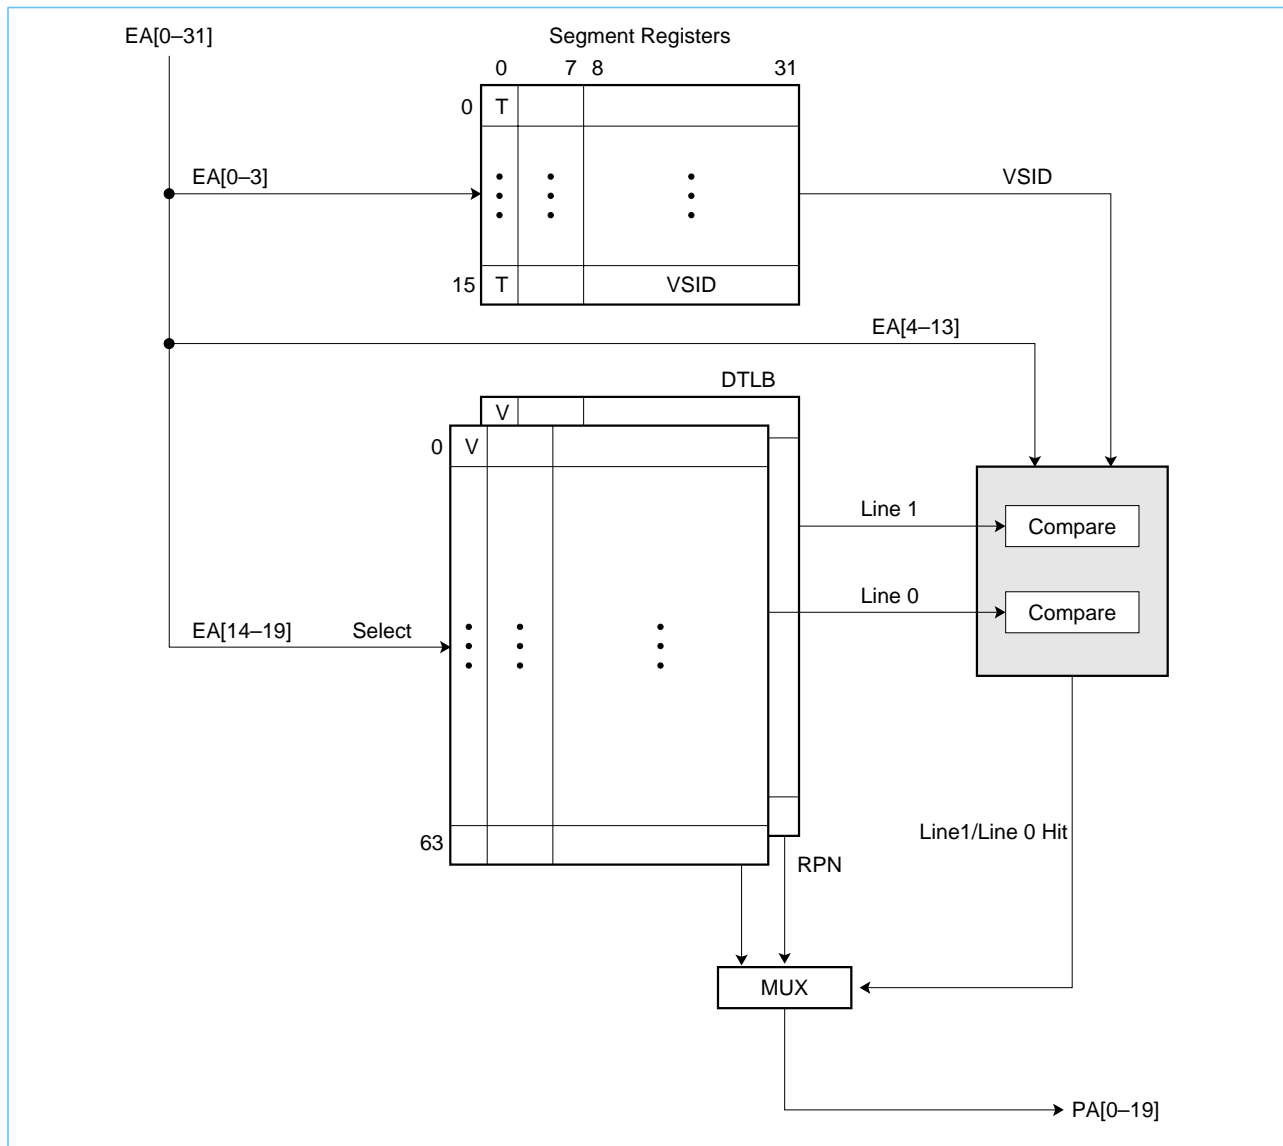 EA[0–31]
Segment Registers
0 7 8 31
0 T
EA[0–3]
VSID
15 T VSID
EA[4–13]
DTLB
V
0 V
Line 1
Compare
Line 0
Compare
EA[14–19] Select
63
Line1/Line 0 Hit
RPN
MUX
PA[0–19]